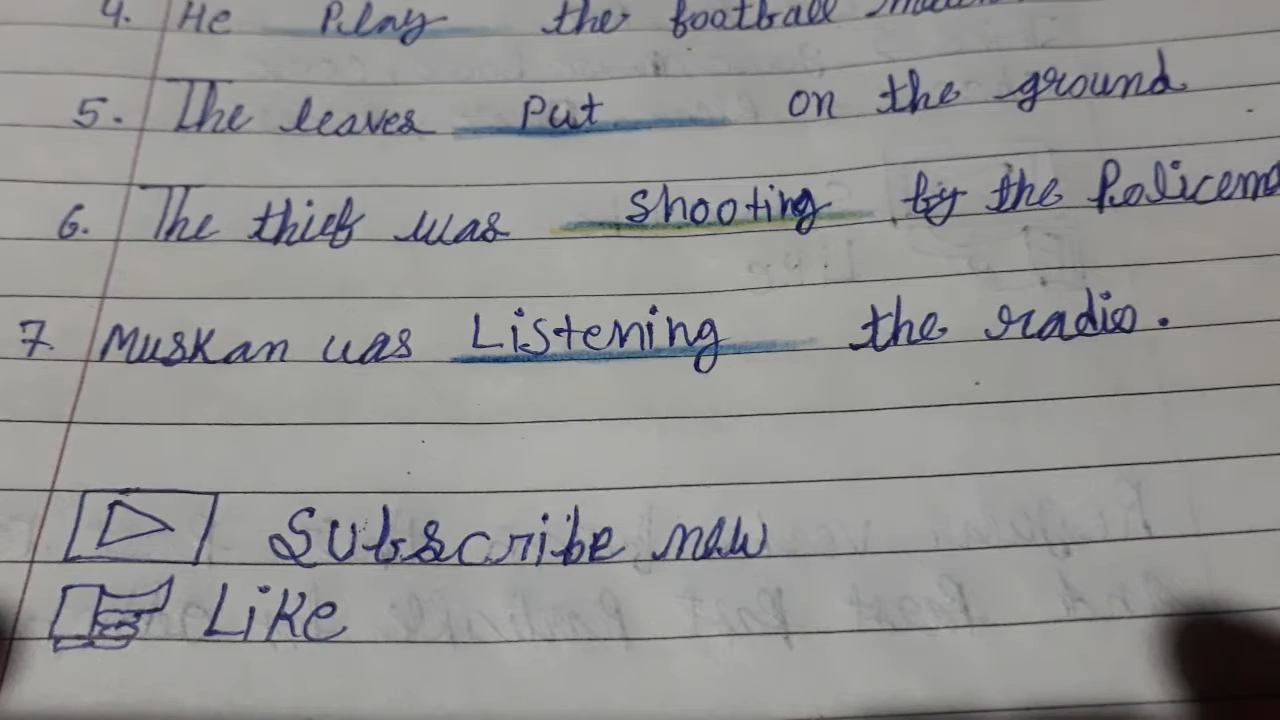 4. He Play the football
5. The leaves Put on the ground
6. The thief was shooting by the
7. Muskan was Listening the radio.
Subscribe now
Like